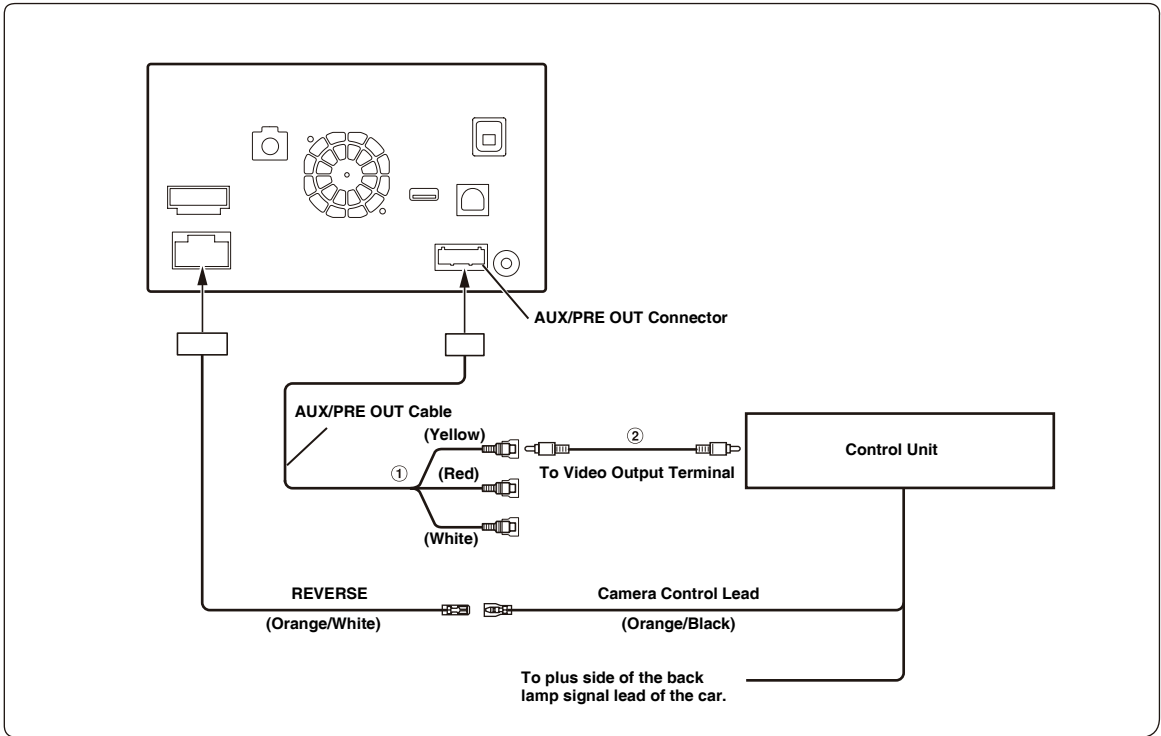 AUX/PRE OUT Connector
AUX/PRE OUT Cable
(Yellow)
②
Control Unit
①
(Red)
To Video Output Terminal
(White)
REVERSE
Camera Control Lead
(Orange/White)
(Orange/Black)
To plus side of the back
lamp signal lead of the car.